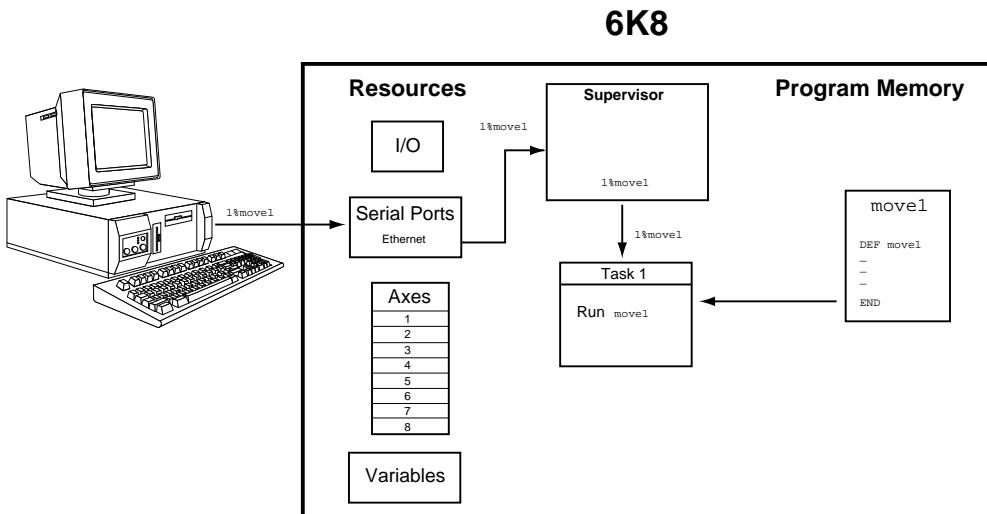 6K8
Resources
Supervisor
Program Memory
1%move1
I/O
1%move1
move1
1%move1
Serial Ports
Ethernet
1%move1
DEF move1
–
–
–
END
Task 1
Run move1
Axes
1
2
3
4
5
6
7
8
Variables